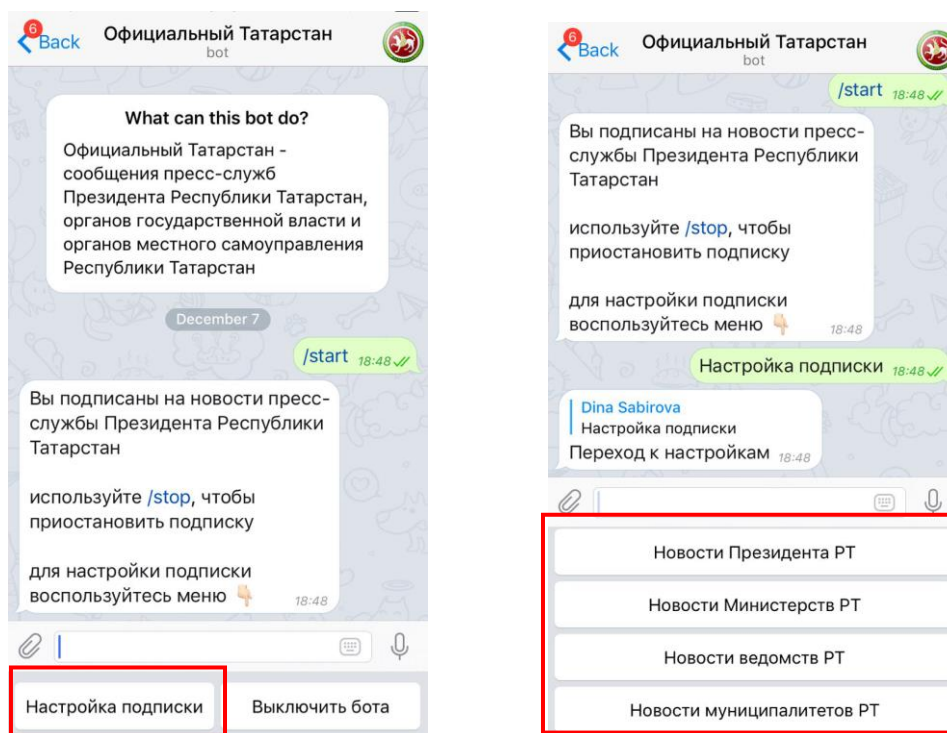 6
Back
Официальный Татарстан
bot
What can this bot do?
Официальный Татарстан -
сообщения пресс-служб
Президента Республики Татарстан,
органов государственной власти и
органов местного самоуправления
Республики Татарстан
December 7
/start 18:48
Вы подписаны на новости пресс-
службы Президента Республики
Татарстан
используйте /stop, чтобы
приостановить подписку
для настройки подписки
воспользуйтесь меню 👇🏻 18:48
Настройка подписки
Выключить бота
6
Back
Официальный Татарстан
bot
/start 18:48
Вы подписаны на новости пресс-
службы Президента Республики
Татарстан
используйте /stop, чтобы
приостановить подписку
для настройки подписки
воспользуйтесь меню 👇🏻 18:48
Настройка подписки 18:48
Dina Sabirova
Настройка подписки
Переход к настройкам 18:48
Новости Президента РТ
Новости Министерств РТ
Новости ведомств РТ
Новости муниципалитетов РТ